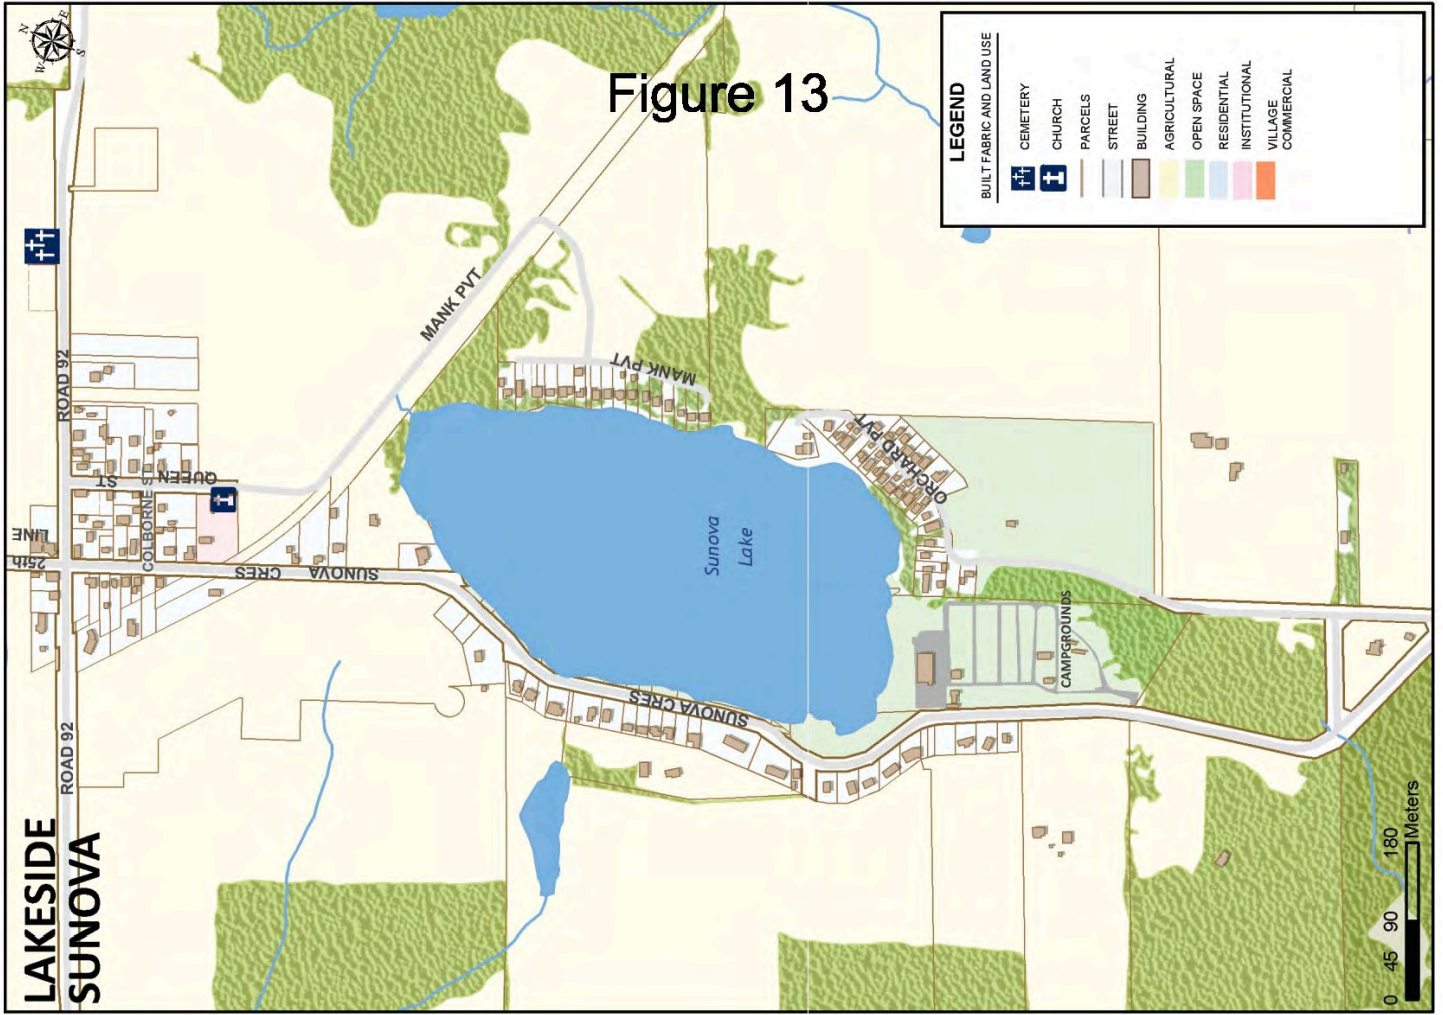 LAKESIDE
SUNOVA
Figure 13
N
E
S
W
LEGEND
BUILT FABRIC AND LAND USE
CEMETERY
CHURCH
PARCELS
STREET
BUILDING
AGRICULTURAL
OPEN SPACE
RESIDENTIAL
INSTITUTIONAL
VILLAGE
COMMERCIAL
ROAD 92
ROAD 92
25th
LINE
QUEEN
ST
COLBORNE ST
SUNOVA CRES
SUNOVA CRES
MANK PVT
MANK PVT
ORCHARD PVT
Sunova
Lake
CAMPGROUNDS
0 45 90 180
Meters